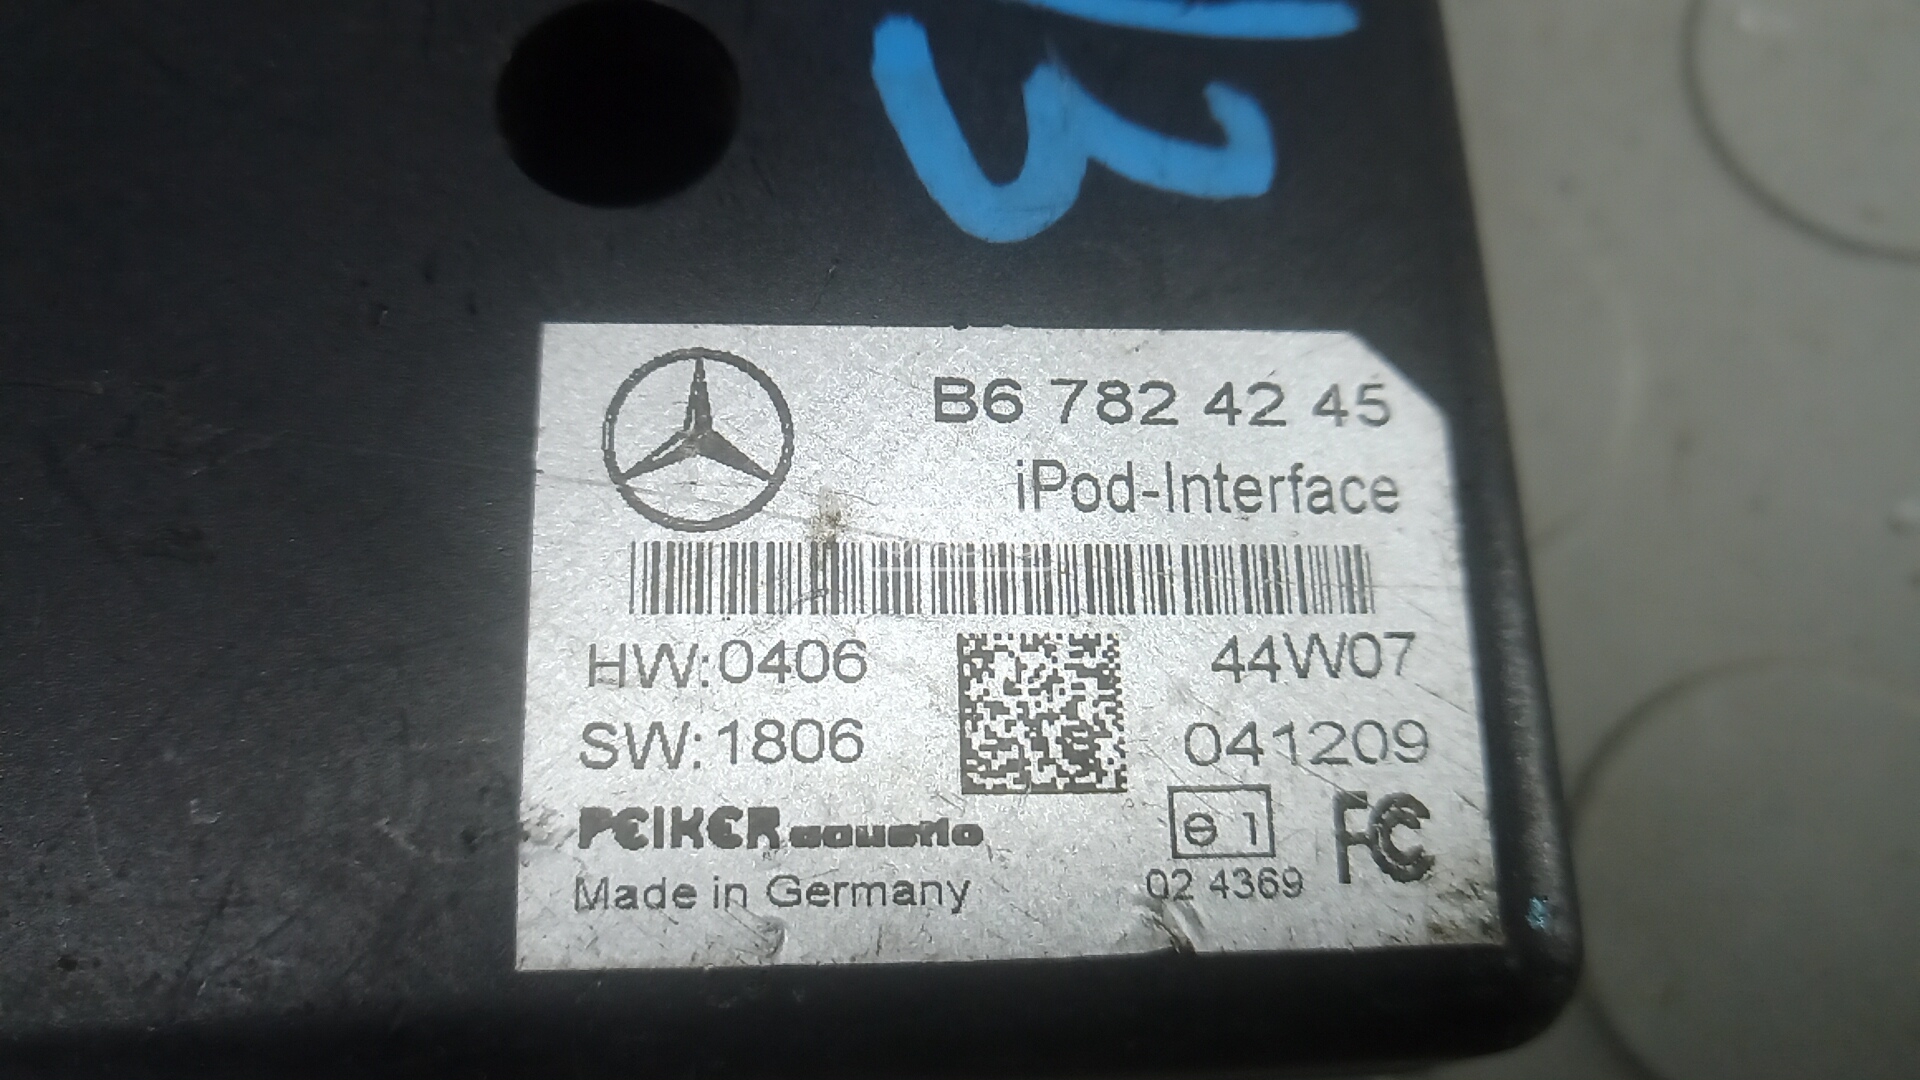 B6 782 42 45
iPod-Interface
HW:0406
44W07
SW:1806
041209
PEIKER acustic
e 1
FC
Made in Germany
02 4369